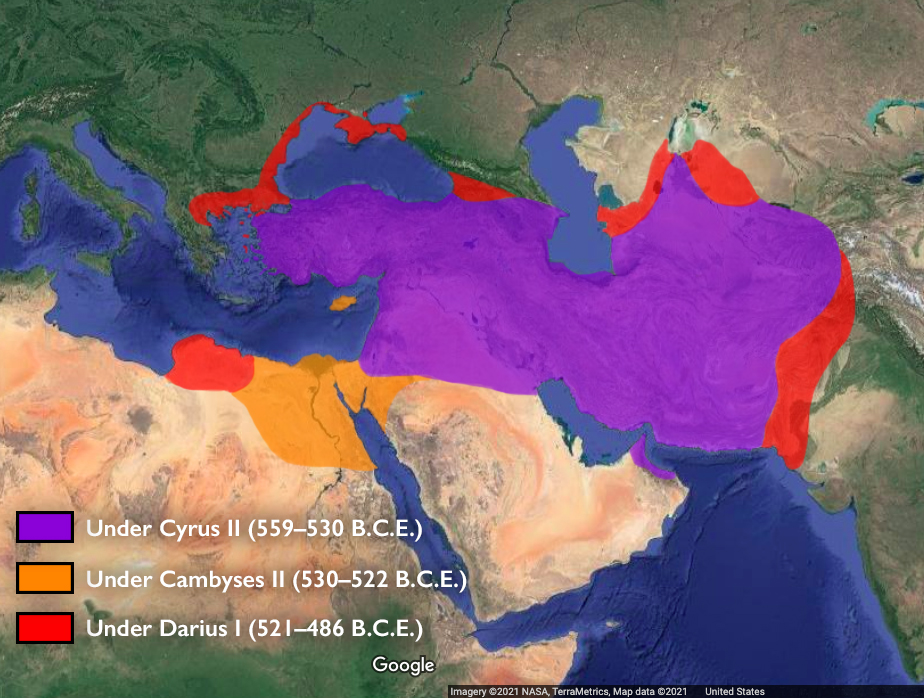 Under Cyrus II (559–530 B.C.E.)
Under Cambyses II (530–522 B.C.E.)
Under Darius I (521–486 B.C.E.)
Google
Imagery ©2021 NASA, TerraMetrics, Map data ©2021 United States